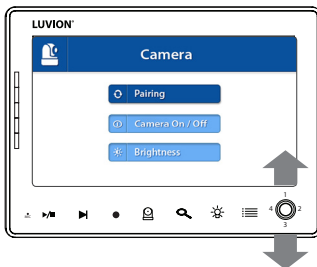 LUVION®
Camera
Pairing
Camera On / Off
Brightness
1
4 2
3